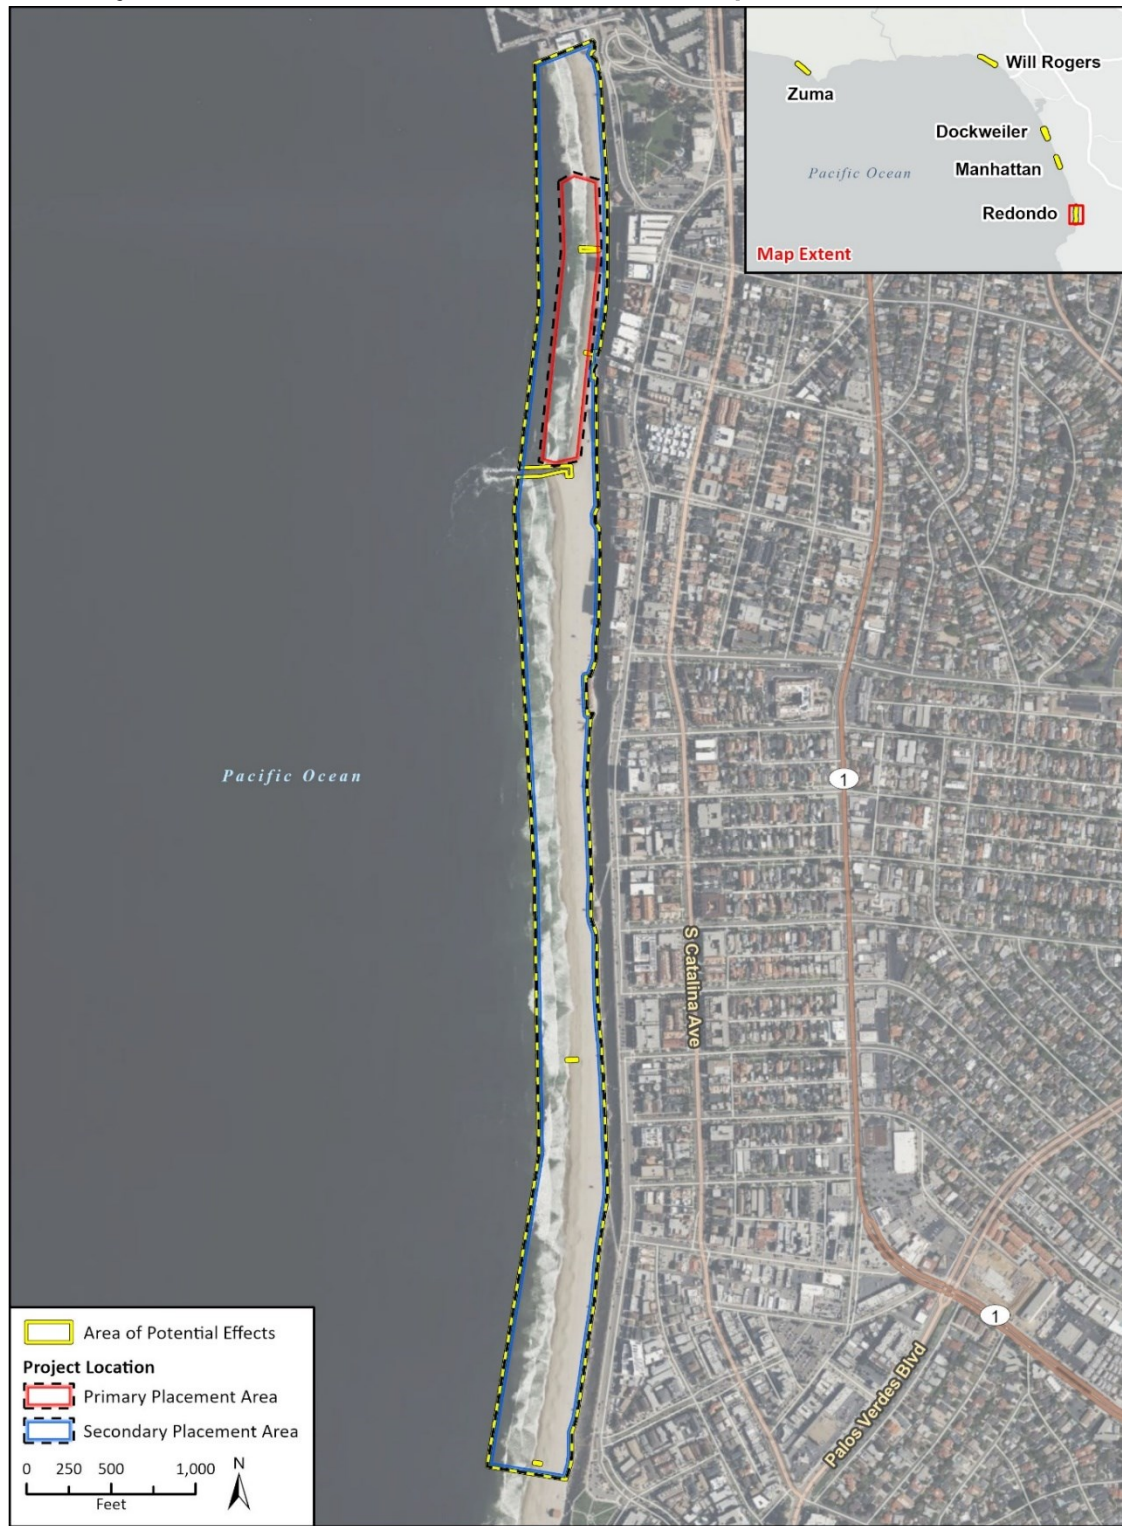 Zuma
Will Rogers
Dockweiler
Manhattan
Pacific Ocean
Redondo
Map Extent
Pacific Ocean
1
S Catalina Ave
1
Palos Verdes Blvd
Area of Potential Effects
Project Location
Primary Placement Area
Secondary Placement Area
0 250 500 1,000
Feet
N